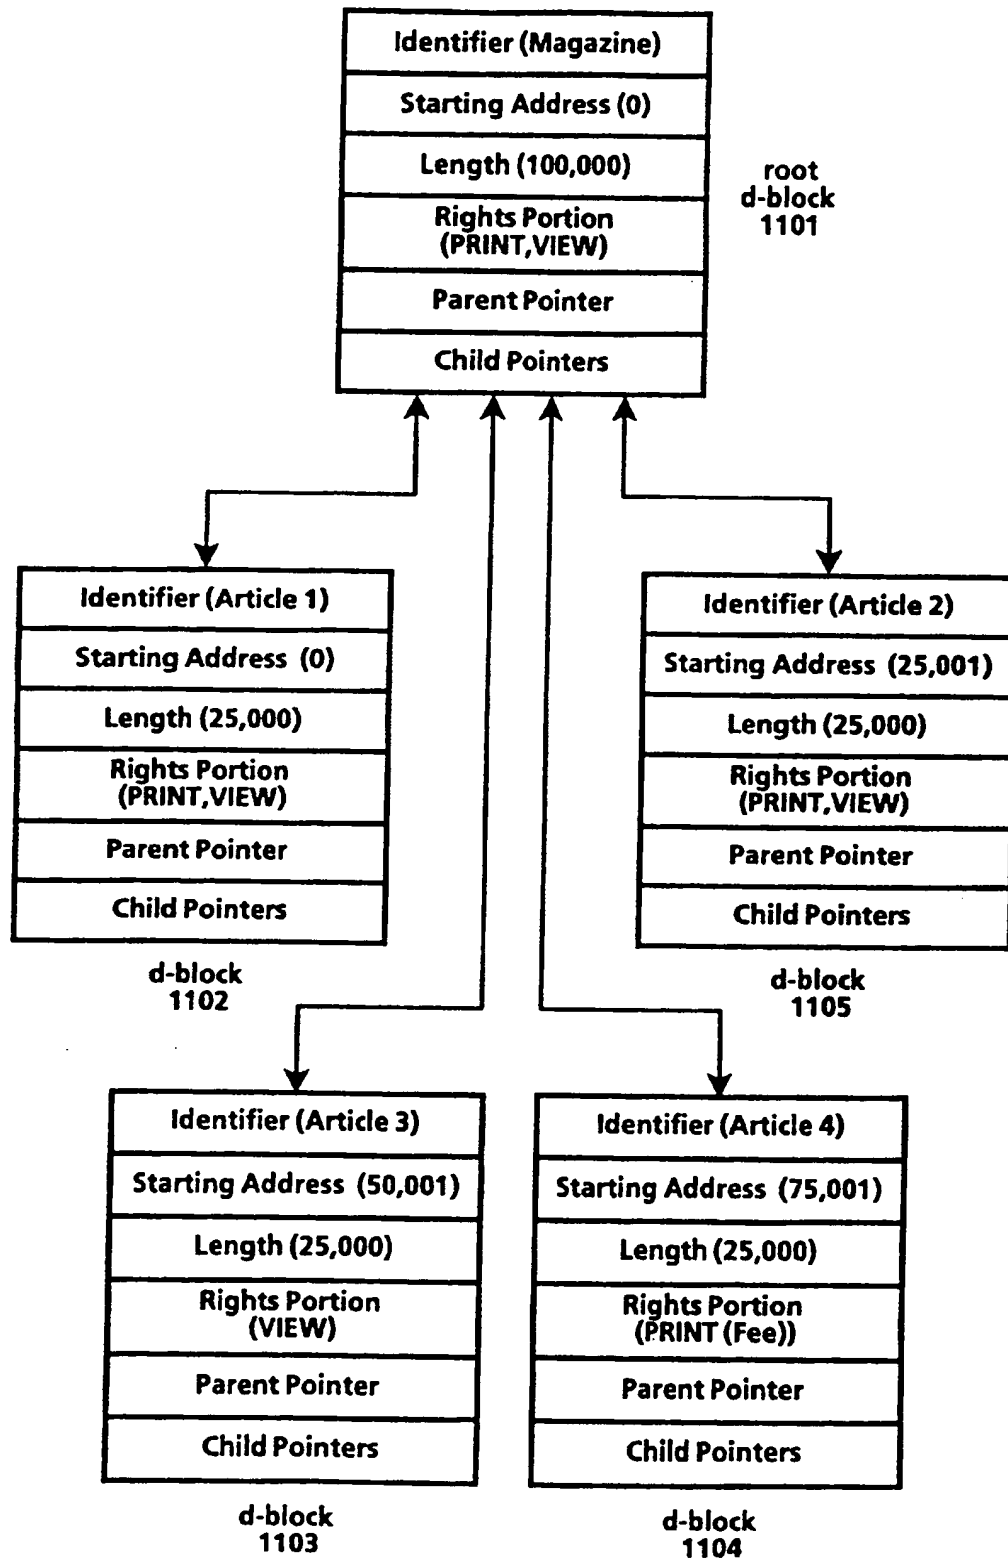 Identifier (Magazine)
Starting Address (0)
Length (100,000)
Rights Portion
(PRINT,VIEW)
Parent Pointer
Child Pointers
root
d-block
1101
Identifier (Article 1)
Starting Address (0)
Length (25,000)
Rights Portion
(PRINT,VIEW)
Parent Pointer
Child Pointers
d-block
1102
Identifier (Article 2)
Starting Address (25,001)
Length (25,000)
Rights Portion
(PRINT,VIEW)
Parent Pointer
Child Pointers
d-block
1105
Identifier (Article 3)
Starting Address (50,001)
Length (25,000)
Rights Portion
(VIEW)
Parent Pointer
Child Pointers
d-block
1103
Identifier (Article 4)
Starting Address (75,001)
Length (25,000)
Rights Portion
(PRINT (Fee))
Parent Pointer
Child Pointers
d-block
1104